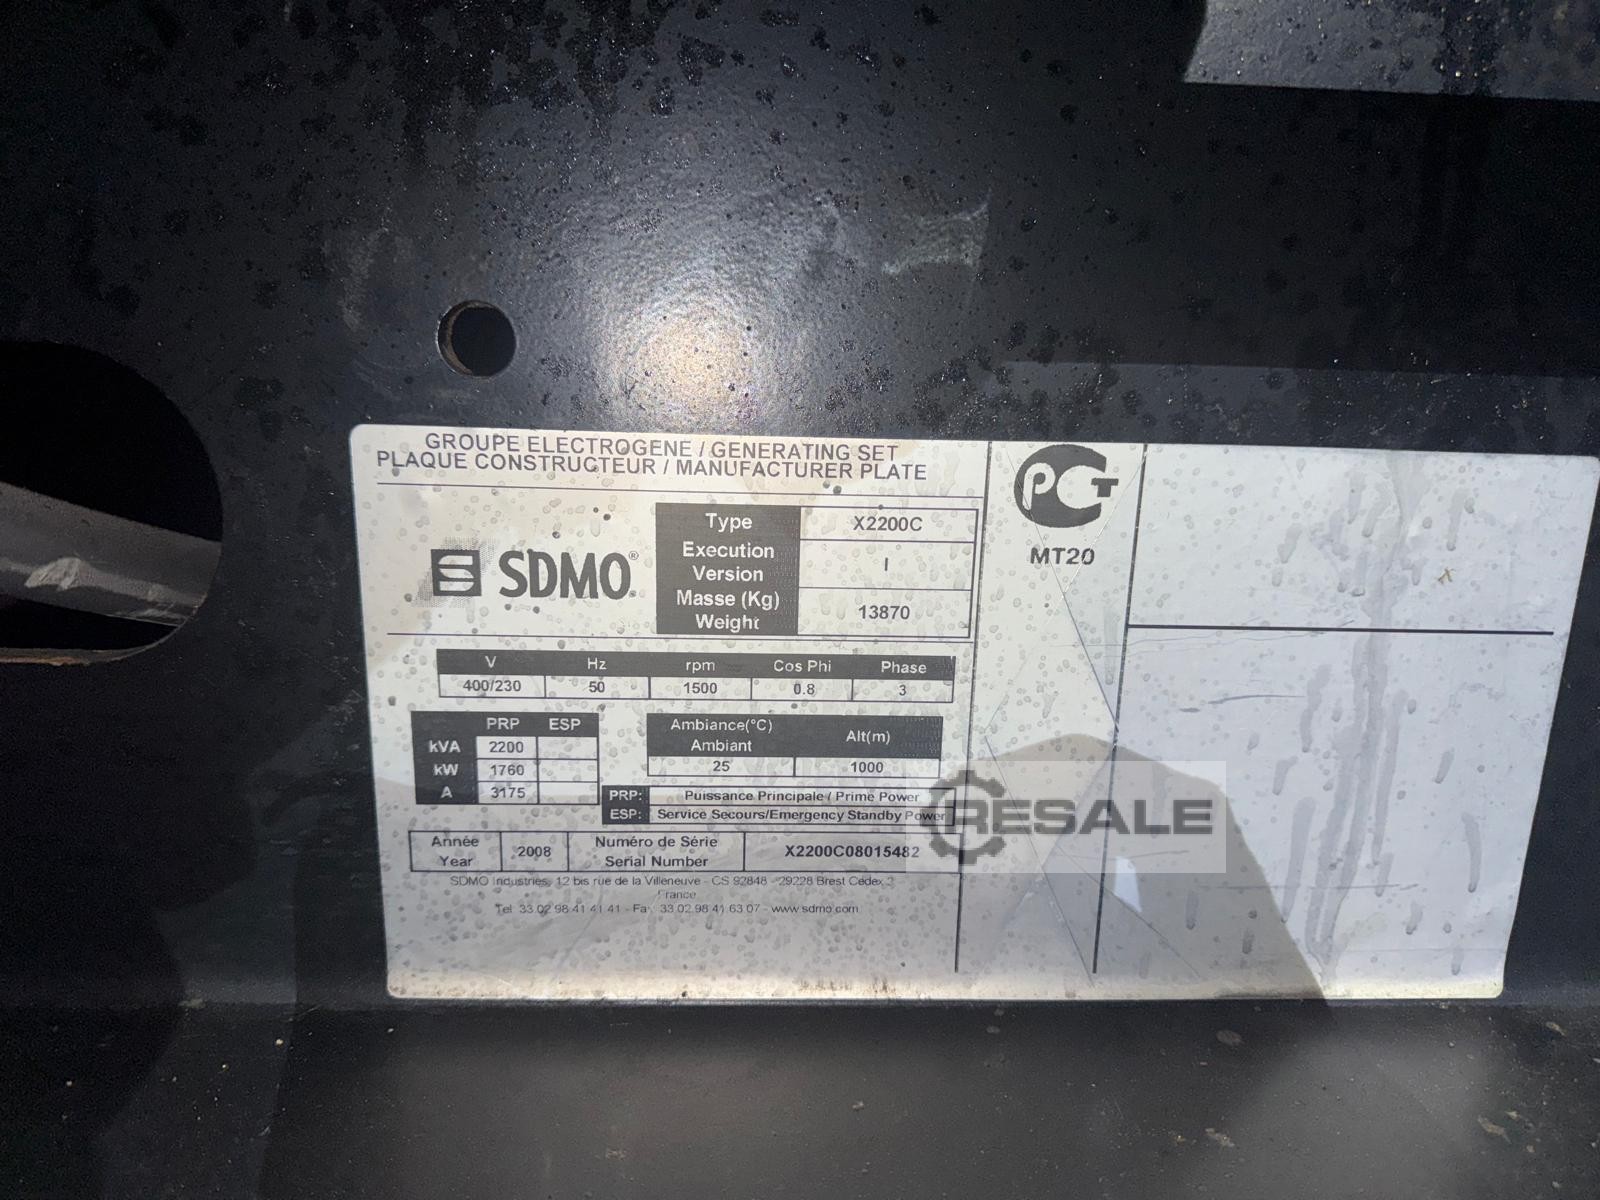 GROUPE ELECTROGENE / GENERATING SET
PLAQUE CONSTRUCTEUR / MANUFACTURER PLATE
SDMO®
Type X2200C
Execution
Version I
Masse (Kg)
Weight 13870
PCT
MT20
V Hz rpm Cos Phi Phase
400/230 50 1500 0.8 3
PRP ESP
kVA 2200
kW 1760
A 3175
Ambiance(°C)
Ambiant Alt(m)
25 1000
PRP: Puissance Principale / Prime Power
ESP: Service Secours/Emergency Standby Power
RESALE
Année
Year 2008
Numéro de Série
Serial Number X2200C08015482
SDMO Industries, 12 bis rue de la Villeneuve - CS 92848 - 29228 Brest Cedex 2
France
Tel: 33 02 98 41 41 41 - Fax 33 02 98 41 63 07 - www.sdmo.com